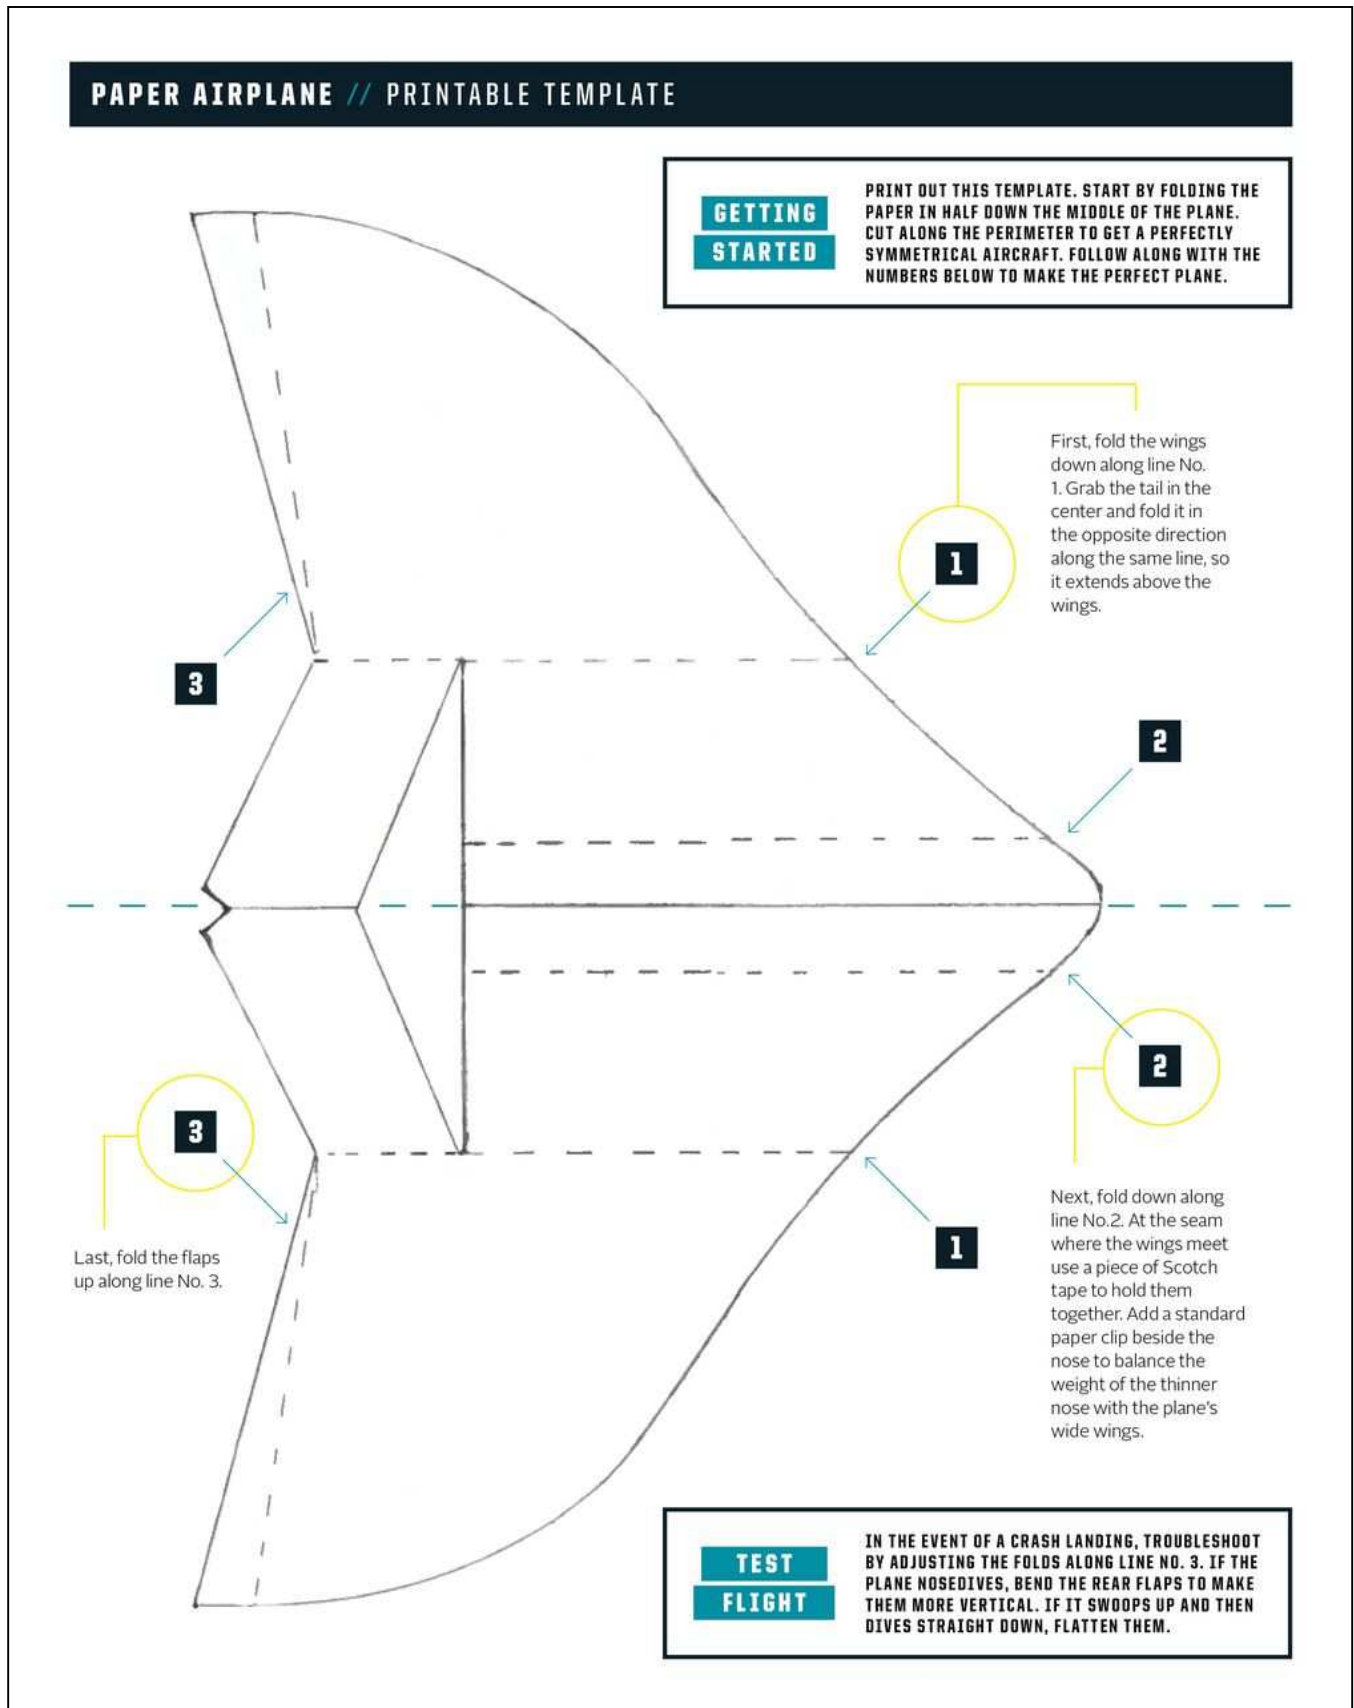 PAPER AIRPLANE // PRINTABLE TEMPLATE
GETTING
STARTED
PRINT OUT THIS TEMPLATE. START BY FOLDING THE
PAPER IN HALF DOWN THE MIDDLE OF THE PLANE.
CUT ALONG THE PERIMETER TO GET A PERFECTLY
SYMMETRICAL AIRCRAFT. FOLLOW ALONG WITH THE
NUMBERS BELOW TO MAKE THE PERFECT PLANE.
First, fold the wings
down along line No.
1. Grab the tail in the
center and fold it in
the opposite direction
along the same line, so
it extends above the
wings.
1
3
2
2
3
1
Last, fold the flaps
up along line No. 3.
Next, fold down along
line No.2. At the seam
where the wings meet
use a piece of Scotch
tape to hold them
together. Add a standard
paper clip beside the
nose to balance the
weight of the thinner
nose with the plane's
wide wings.
TEST
FLIGHT
IN THE EVENT OF A CRASH LANDING, TROUBLESHOOT
BY ADJUSTING THE FOLDS ALONG LINE NO. 3. IF THE
PLANE NOSEDIVES, BEND THE REAR FLAPS TO MAKE
THEM MORE VERTICAL. IF IT SWOOPS UP AND THEN
DIVES STRAIGHT DOWN, FLATTEN THEM.